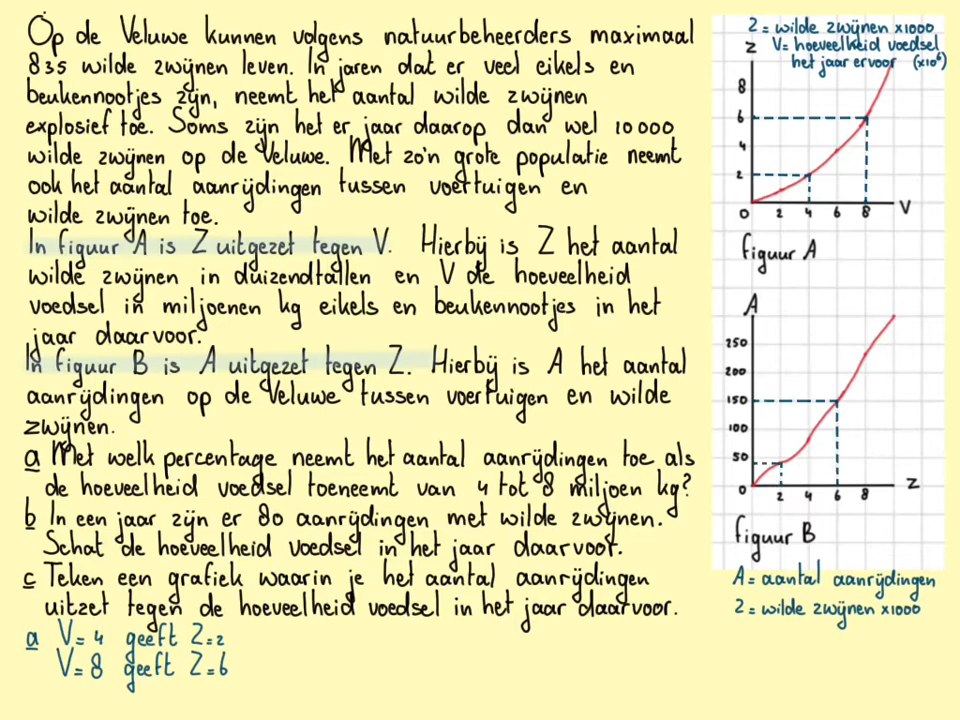 Op de Veluwe kunnen volgens natuurbeheerders maximaal
835 wilde zwijnen leven. In jaren dat er veel eikels en
beukennootjes zijn, neemt het aantal wilde zwijnen
explosief toe. Soms zijn het er jaar daarop dan wel 10 000
wilde zwijnen op de Veluwe. Met zo'n grote populatie neemt
ook het aantal aanrijdingen tussen voertuigen en
wilde zwijnen toe.
In figuur A is Z uitgezet tegen V. Hierbij is Z het aantal
wilde zwijnen in duizendtallen en V de hoeveelheid
voedsel in miljoenen kg eikels en beukennootjes in het
jaar daarvoor.
In figuur B is A uitgezet tegen Z. Hierbij is A het aantal
aanrijdingen op de Veluwe tussen voertuigen en wilde
zwijnen.
a Met welk percentage neemt het aantal aanrijdingen toe als
de hoeveelheid voedsel toeneemt van 4 tot 8 miljoen kg?
b In een jaar zijn er 80 aanrijdingen met wilde zwijnen.
Schat de hoeveelheid voedsel in het jaar daarvoor.
c Teken een grafiek waarin je het aantal aanrijdingen
uitzet tegen de hoeveelheid voedsel in het jaar daarvoor.
a V=4 geeft Z=2
V=8 geeft Z=6
Z = wilde zwijnen x1000
Z V= hoeveelheid voedsel
het jaar ervoor (x10⁶)
8
6
4
2
0 2 4 6 8 V
figuur A
A
250
200
150
100
50
0 2 4 6 8 Z
figuur B
A = aantal aanrijdingen
Z = wilde zwijnen x1000